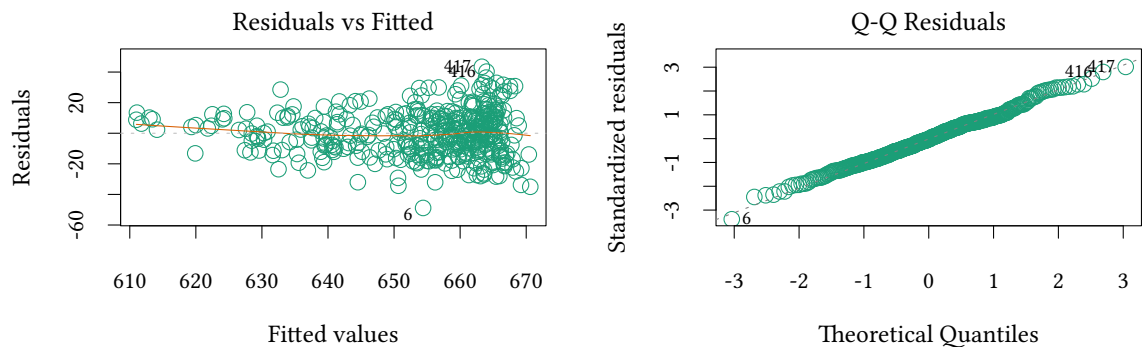 Residuals vs Fitted
Residuals
20
-20
-60
417
416
6
610 620 630 640 650 660 670
Fitted values
Q-Q Residuals
Standardized residuals
3
1
-1
-3
416 417
6
-3 -2 -1 0 1 2 3
Theoretical Quantiles